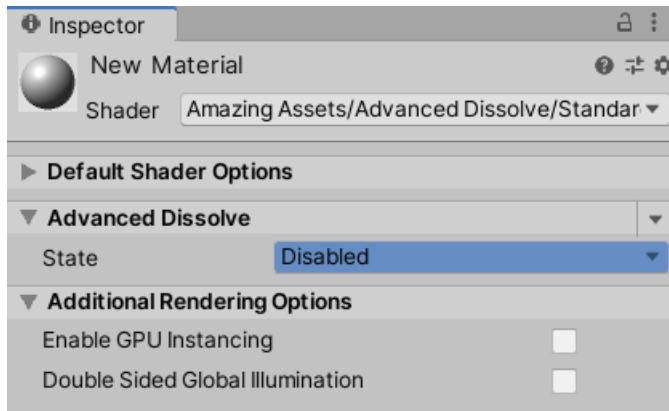 Inspector
New Material
Shader Amazing Assets/Advanced Dissolve/Standar
Default Shader Options
Advanced Dissolve
State Disabled
Additional Rendering Options
Enable GPU Instancing
Double Sided Global Illumination